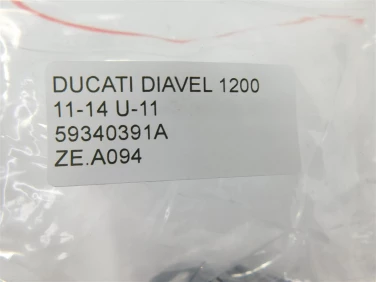 DUCATI DIAVEL 1200
11-14 U-11
59340391A
ZE.A094